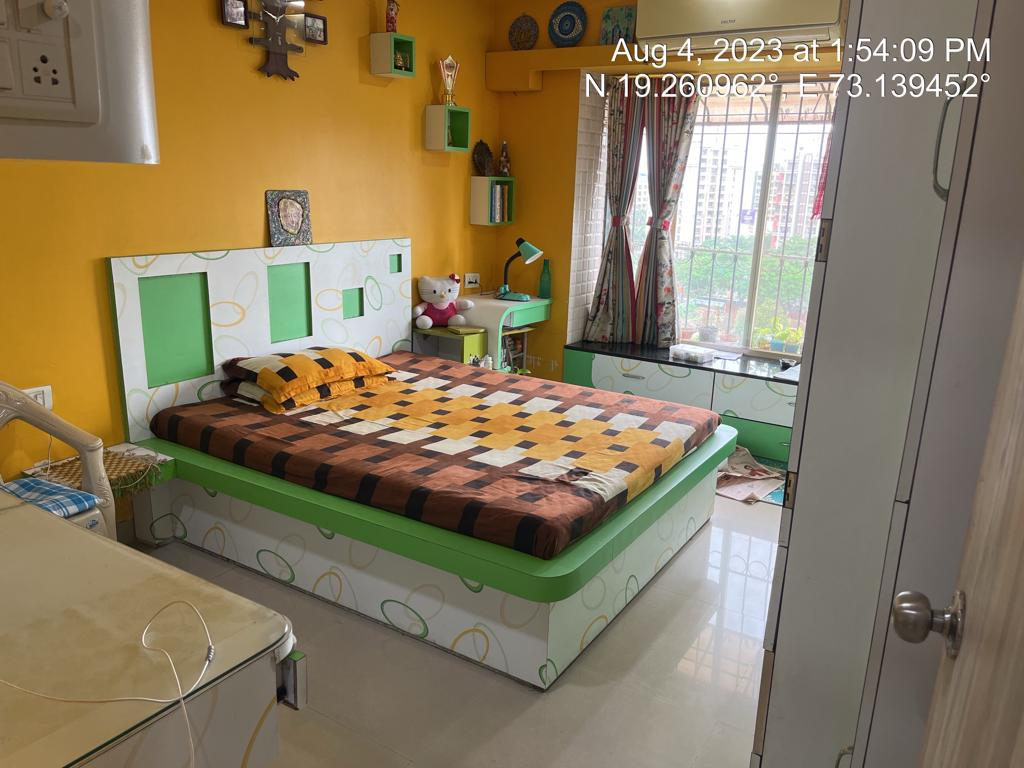 Aug 4, 2023 at 1:54:09 PM
N 19.260962° E 73.139452°